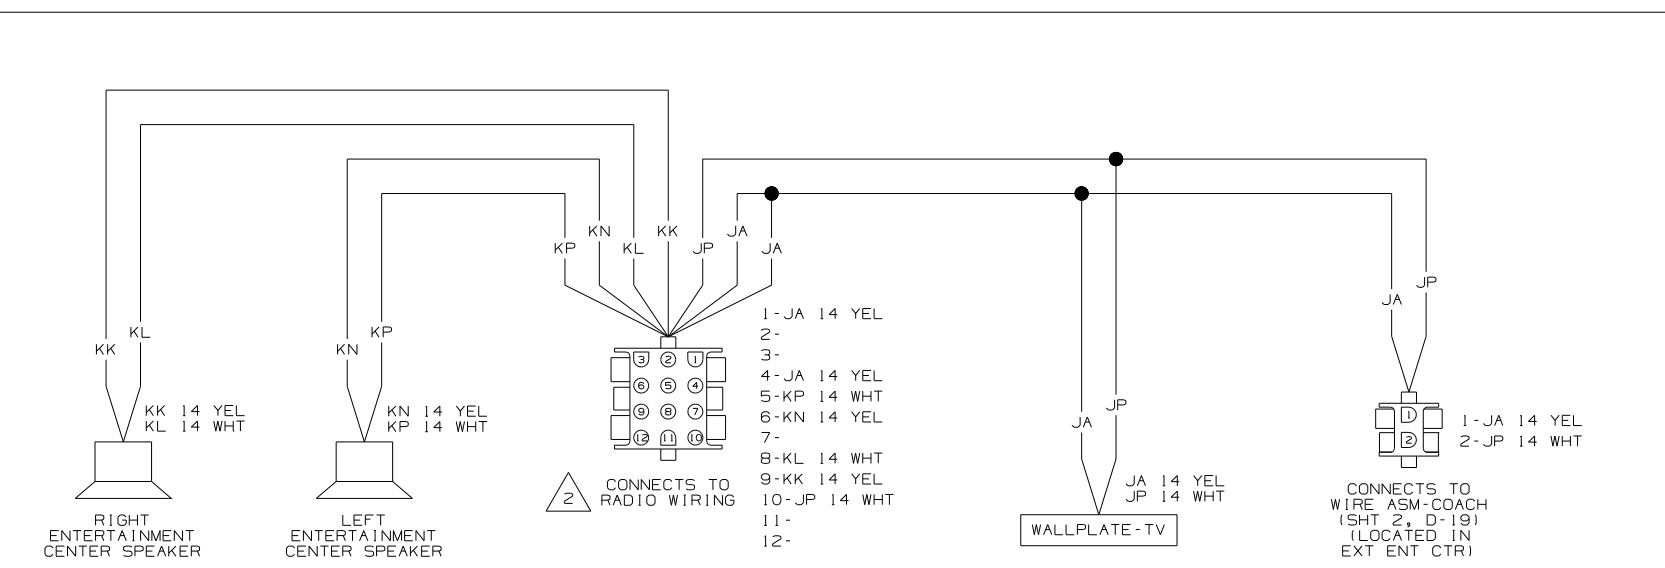 KP
KN
KL
KK
JP
JA
JA
KK
KL
KN
KP
JA
JP
JA
JP
KK 14 YEL
KL 14 WHT
RIGHT
ENTERTAINMENT
CENTER SPEAKER
KN 14 YEL
KP 14 WHT
LEFT
ENTERTAINMENT
CENTER SPEAKER
3 2 1
6 5 4
9 8 7
12 11 10
2
CONNECTS TO
RADIO WIRING
1-JA 14 YEL
2-
3-
4-JA 14 YEL
5-KP 14 WHT
6-KN 14 YEL
7-
8-KL 14 WHT
9-KK 14 YEL
10-JP 14 WHT
11-
12-
JA 14 YEL
JP 14 WHT
WALLPLATE-TV
1
2
1-JA 14 YEL
2-JP 14 WHT
CONNECTS TO
WIRE ASM-COACH
(SHT 2, D-19)
(LOCATED IN
EXT ENT CTR)